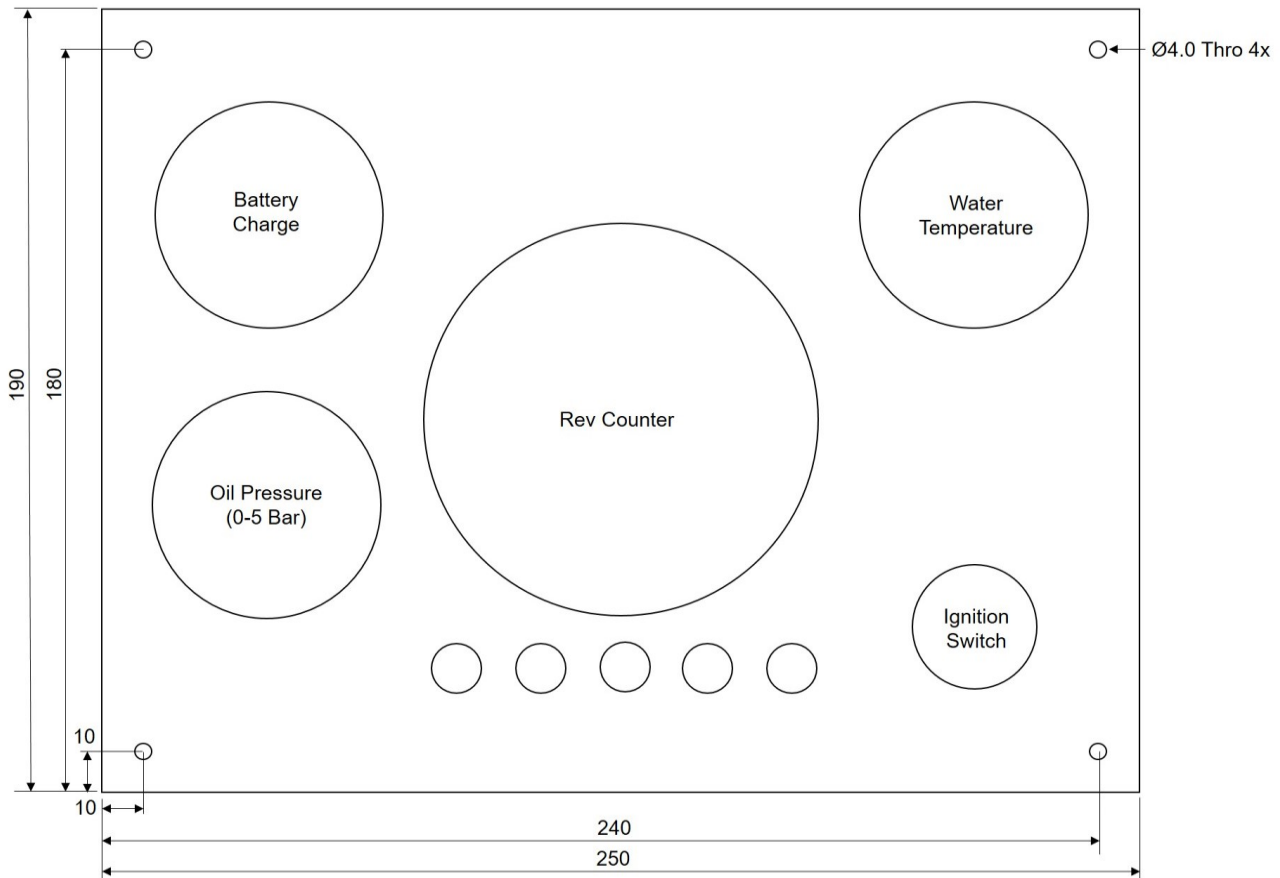 Ø4.0 Thro 4x
Battery
Charge
Water
Temperature
190
180
Rev Counter
Oil Pressure
(0-5 Bar)
Ignition
Switch
10
10
240
250